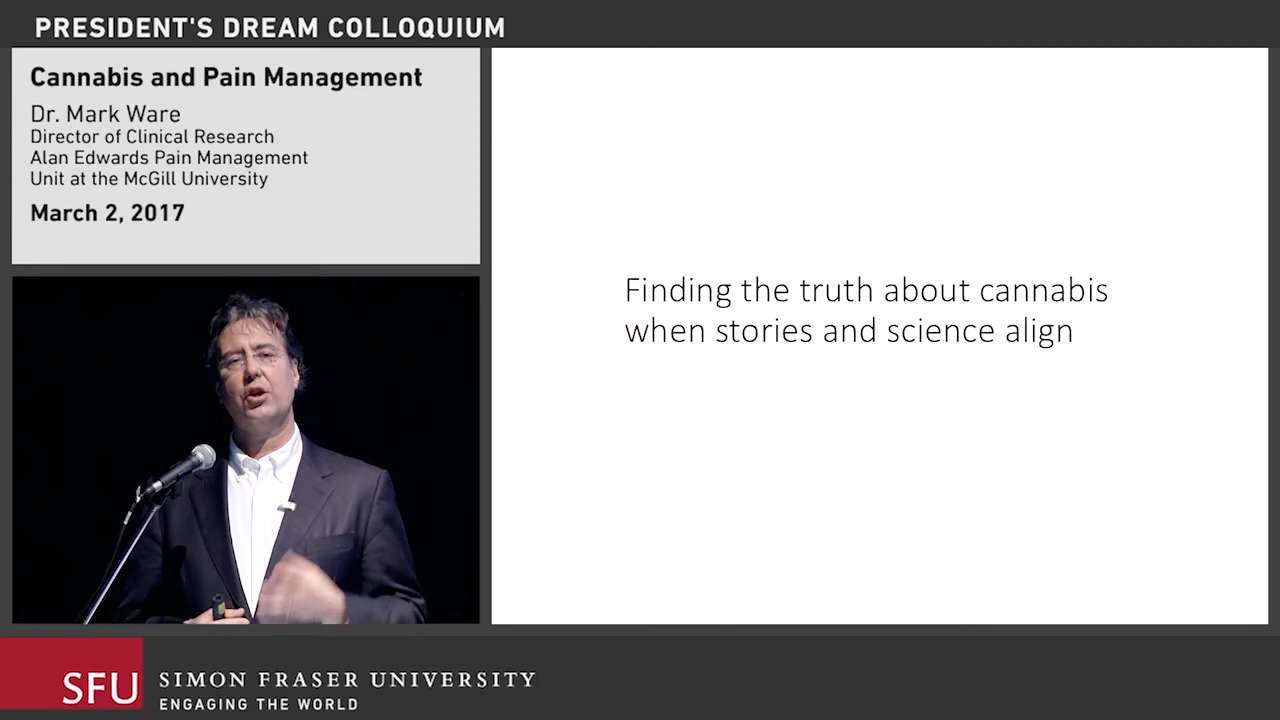 PRESIDENT'S DREAM COLLOQUIUM
Cannabis and Pain Management
Dr. Mark Ware
Director of Clinical Research
Alan Edwards Pain Management
Unit at the McGill University
March 2, 2017
Finding the truth about cannabis
when stories and science align
SFU
SIMON FRASER UNIVERSITY
ENGAGING THE WORLD